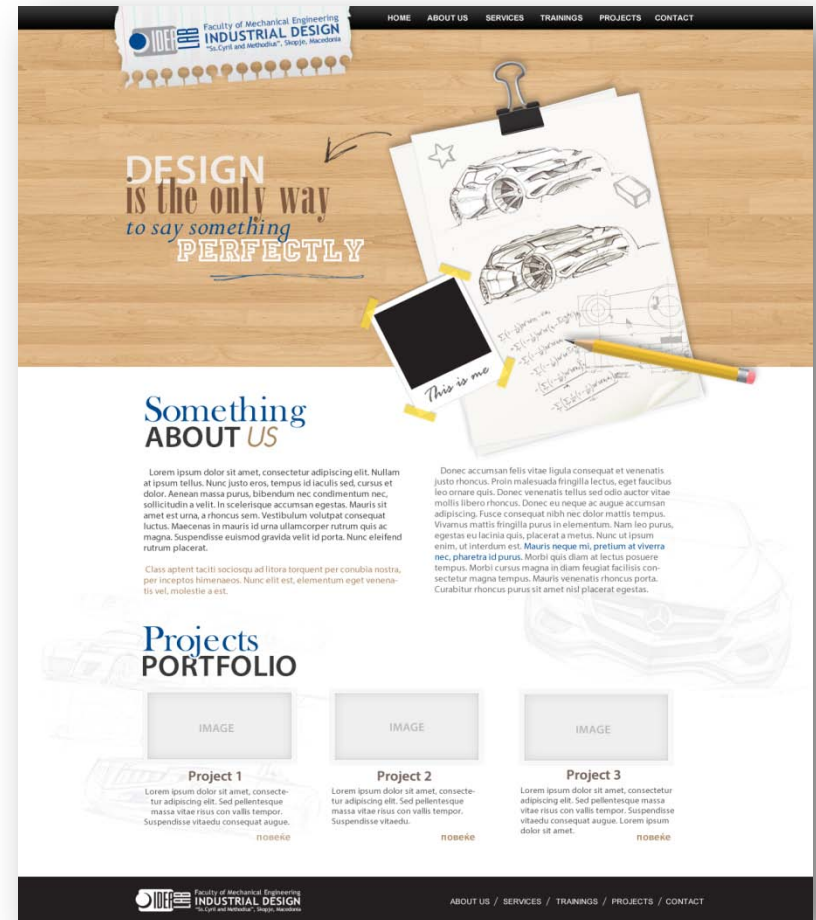 IDEA LAB
Faculty of Mechanical Engineering
INDUSTRIAL DESIGN
"Ss.Cyril and Methodius", Skopje, Macedonia
HOME ABOUT US SERVICES TRAININGS PROJECTS CONTACT
DESIGN
is the only way
to say something
PERFECTLY
This is me
Something
ABOUT US
Lorem ipsum dolor sit amet, consectetur adipiscing elit. Nullam
at ipsum tellus. Nunc justo eros, tempus id iaculis sed, cursus et
dolor. Aenean massa purus, bibendum nec condimentum nec,
sollicitudin a velit. In scelerisque accumsan egestas. Mauris sit
amet est urna, a rhoncus sem. Vestibulum volutpat consequat
luctus. Maecenas in mauris id urna ullamcorper rutrum quis ac
magna. Suspendisse euismod gravida velit id porta. Nunc eleifend
rutrum placerat.
Class aptent taciti sociosqu ad litora torquent per conubia nostra,
per inceptos himenaeos. Nunc elit est, elementum eget venena-
tis vel, molestie a est.
Donec accumsan felis vitae ligula consequat et venenatis
justo rhoncus. Proin malesuada fringilla lectus, eget faucibus
leo ornare quis. Donec venenatis tellus sed odio auctor vitae
mollis libero rhoncus. Donec eu neque ac augue accumsan
adipiscing. Fusce consequat nibh nec dolor mattis tempus.
Vivamus mattis fringilla purus in elementum. Nam leo purus,
egestas eu lacinia quis, placerat a metus. Nunc ut ipsum
enim, ut interdum est. Mauris neque mi, pretium at viverra
nec, pharetra id purus. Morbi quis diam at lectus posuere
tempus. Morbi cursus magna in diam feugiat facilisis con-
sectetur magna tempus. Mauris venenatis rhoncus porta.
Curabitur rhoncus purus sit amet nisl placerat egestas.
Projects
PORTFOLIO
IMAGE
Project 1
Lorem ipsum dolor sit amet, consecte-
tur adipiscing elit. Sed pellentesque
massa vitae risus con vallis tempor.
Suspendisse vitaedu consequat augue.
повеќе
IMAGE
Project 2
Lorem ipsum dolor sit amet, consecte-
tur adipiscing elit. Sed pellentesque
massa vitae risus con vallis tempor.
Suspendisse vitaedu.
повеќе
IMAGE
Project 3
Lorem ipsum dolor sit amet, consectetur
adipiscing elit. Sed pellentesque massa
vitae risus con vallis tempor. Suspendisse
vitaedu consequat augue. Lorem ipsum
dolor sit amet.
повеќе
IDEA LAB
Faculty of Mechanical Engineering
INDUSTRIAL DESIGN
"Ss.Cyril and Methodius", Skopje, Macedonia
ABOUT US / SERVICES / TRAININGS / PROJECTS / CONTACT